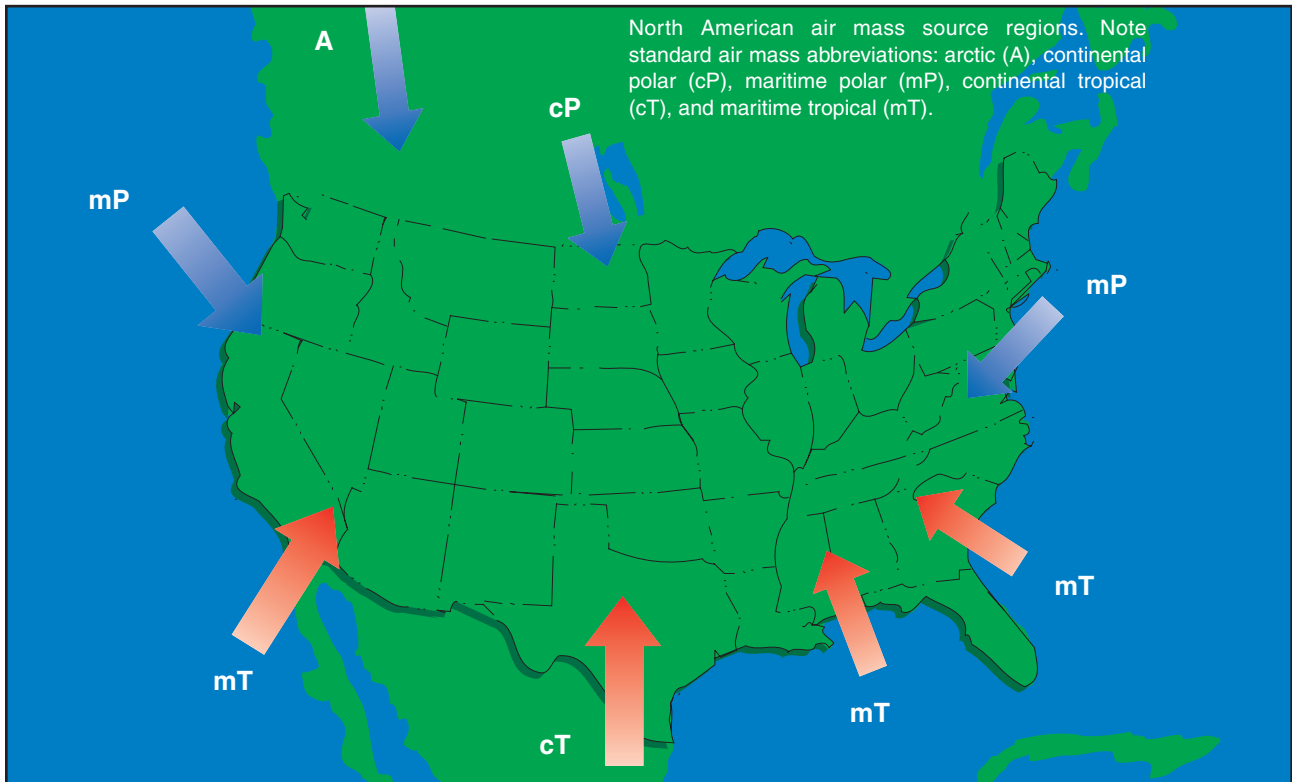 A
North American air mass source regions. Note
standard air mass abbreviations: arctic (A), continental
polar (cP), maritime polar (mP), continental tropical
(cT), and maritime tropical (mT).
cP
mP
mP
mT
mT
mT
cT